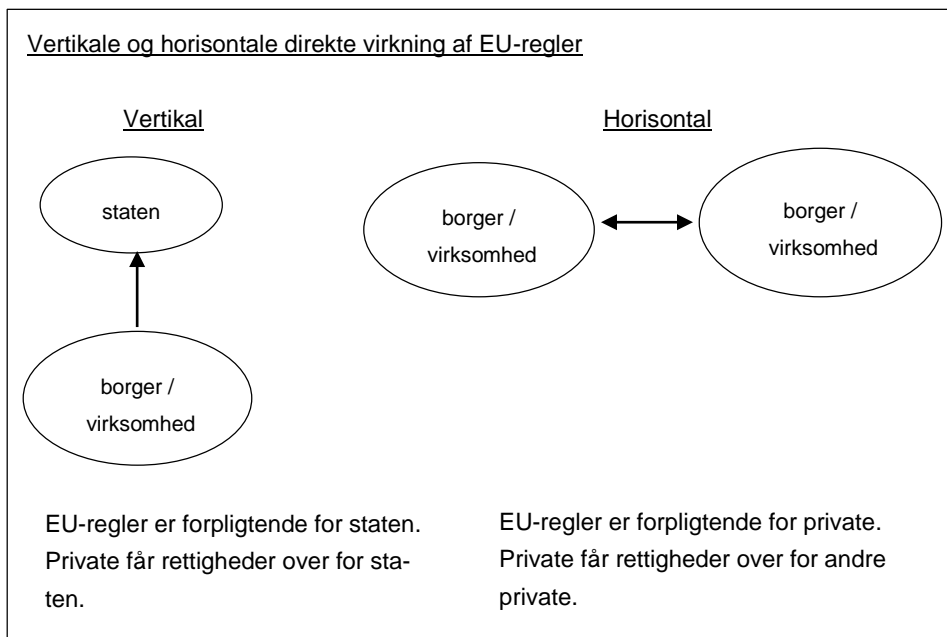 Vertikale og horisontale direkte virkning af EU-regler
Vertikal
Horisontal
staten
borger /
virksomhed
borger /
virksomhed
borger /
virksomhed
EU-regler er forpligtende for staten.
Private får rettigheder over for sta-
ten.
EU-regler er forpligtende for private.
Private får rettigheder over for andre
private.